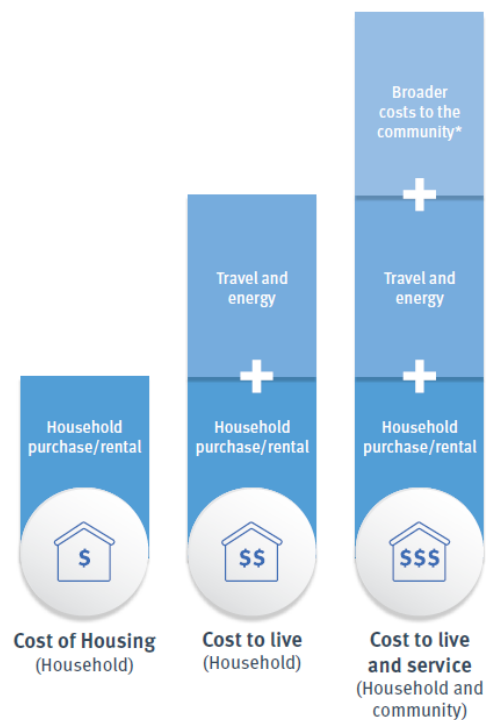 Household
purchase/rental
$
Cost of Housing
(Household)
Travel and
energy
+
Household
purchase/rental
$$
Cost to live
(Household)
Broader
costs to the
community*
+
Travel and
energy
+
Household
purchase/rental
$$$
Cost to live
and service
(Household and
community)